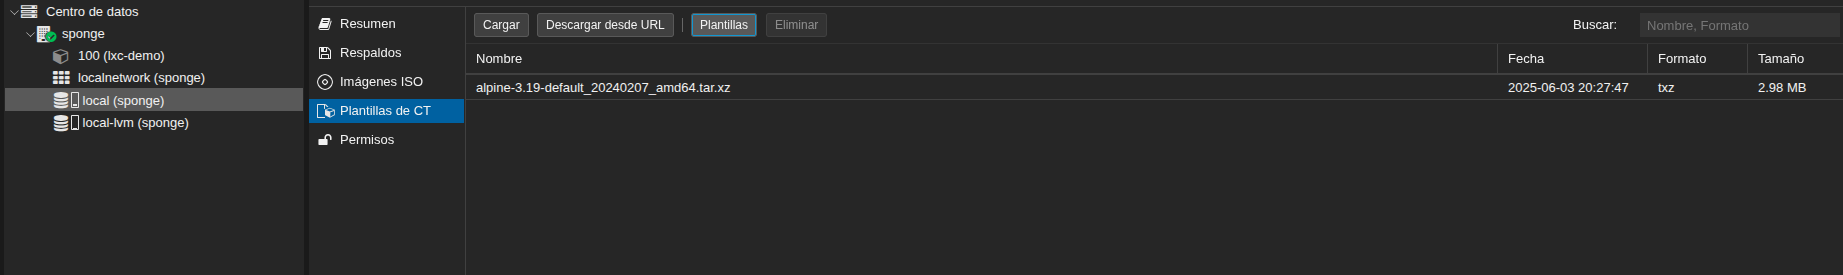 Centro de datos
sponge
100 (lxc-demo)
localnetwork (sponge)
local (sponge)
local-lvm (sponge)
Resumen
Respaldos
Imágenes ISO
Plantillas de CT
Permisos
Cargar Descargar desde URL Plantillas Eliminar Buscar: Nombre, Formato
Nombre Fecha Formato Tamaño
alpine-3.19-default_20240207_amd64.tar.xz 2025-06-03 20:27:47 txz 2.98 MB